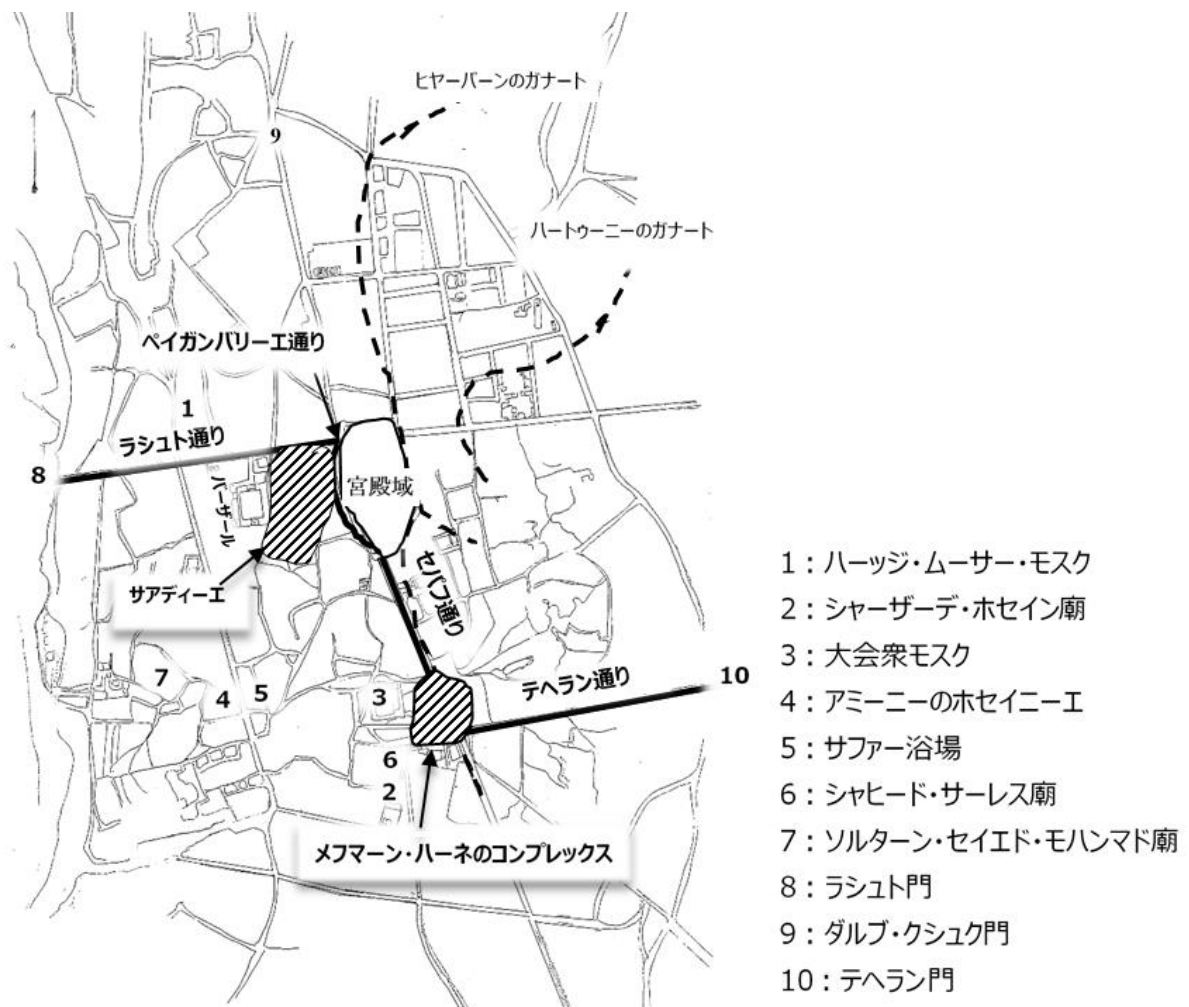 ヒヤーバーンのガナート
9
ハートゥーニーのガナート
ペイガンバリーエ通り
1
ラシュト通り
8
宮殿域
バーザール
サアディーエ
セパフ通り
テヘラン通り
10
7
4
5
3
6
2
メフマーン・ハーネのコンプレックス
1：ハーッジ・ムーサー・モスク
2：シャーザーデ・ホセイン廟
3：大会衆モスク
4：アミーニーのホセイニーエ
5：サファー浴場
6：シャヒード・サーレス廟
7：ソルターン・セイエド・モハンマド廟
8：ラシュト門
9：ダルブ・クシュク門
10：テヘラン門